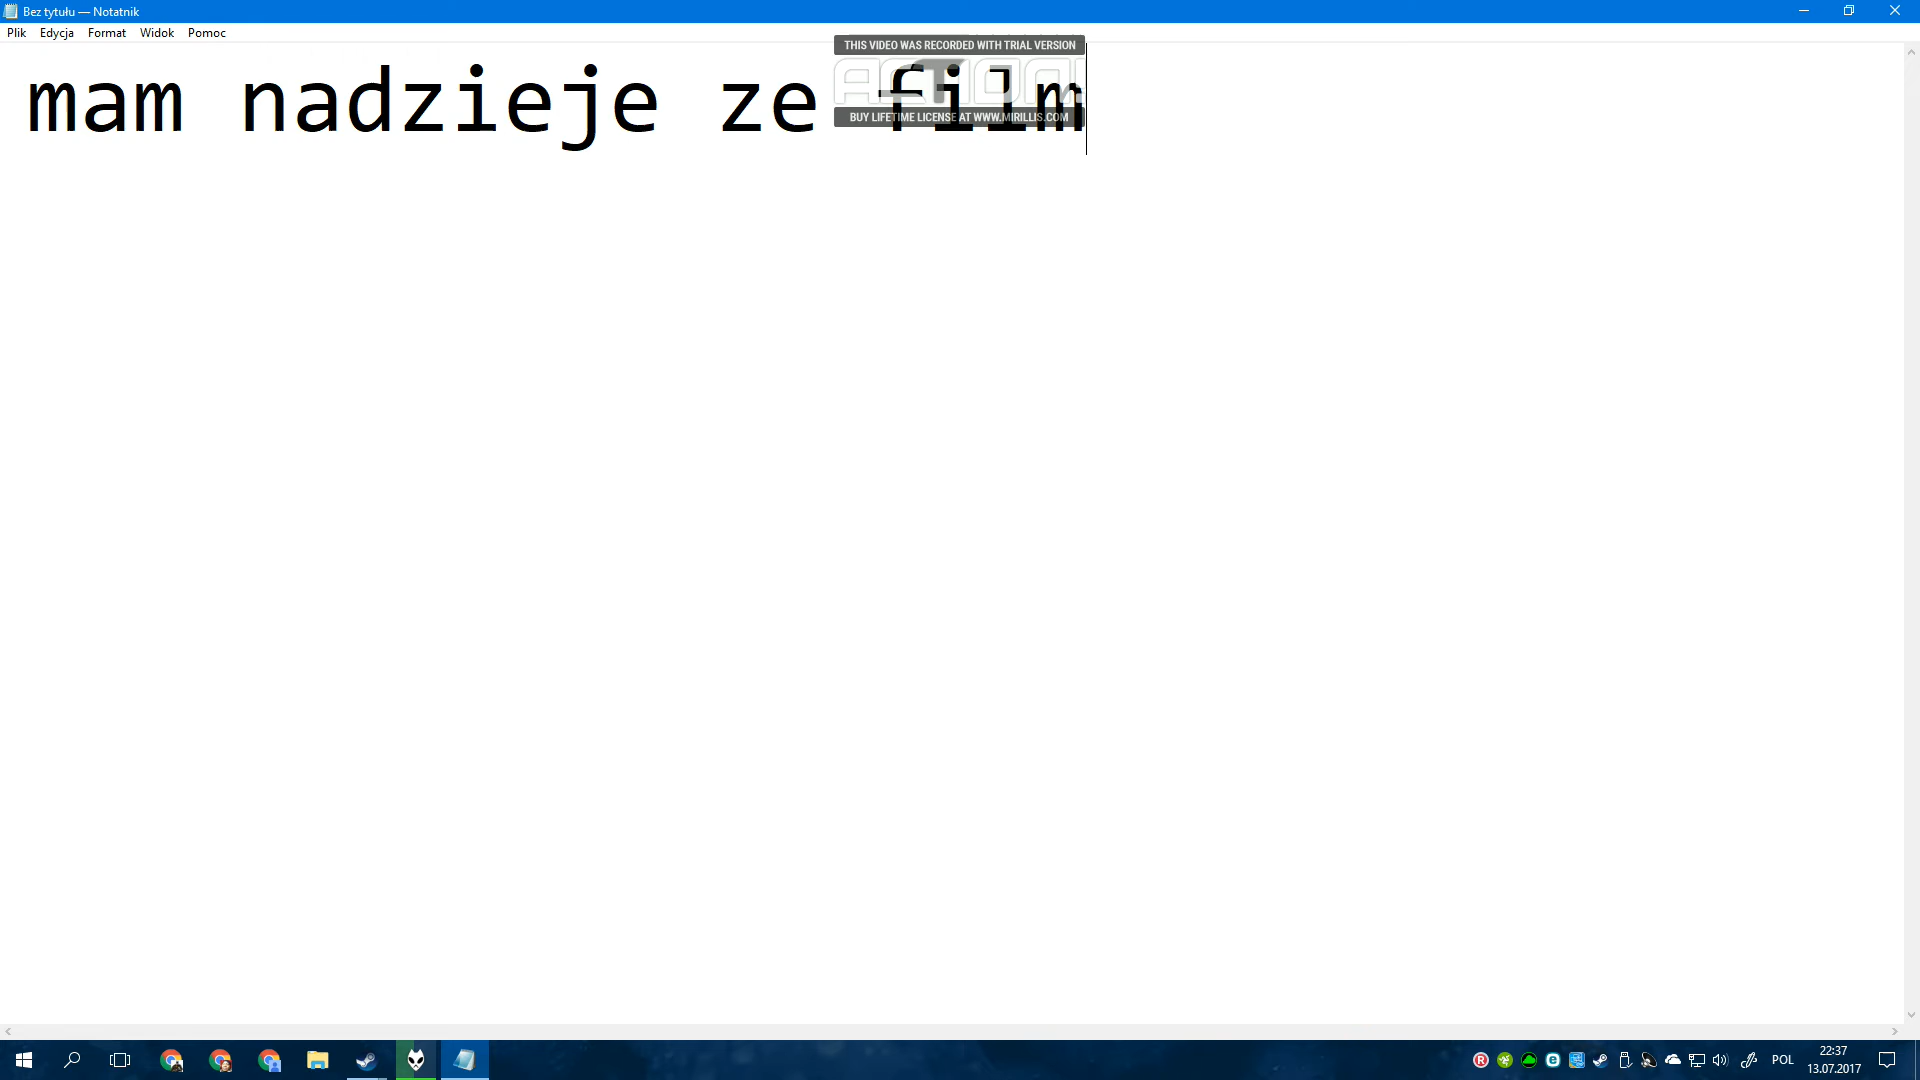 Bez tytułu — Notatnik
Plik Edycja Format Widok Pomoc
THIS VIDEO WAS RECORDED WITH TRIAL VERSION
ACTION!
mam nadzieje ze film
BUY LIFETIME LICENSE AT WWW.MIRILLIS.COM
POL
22:37
13.07.2017